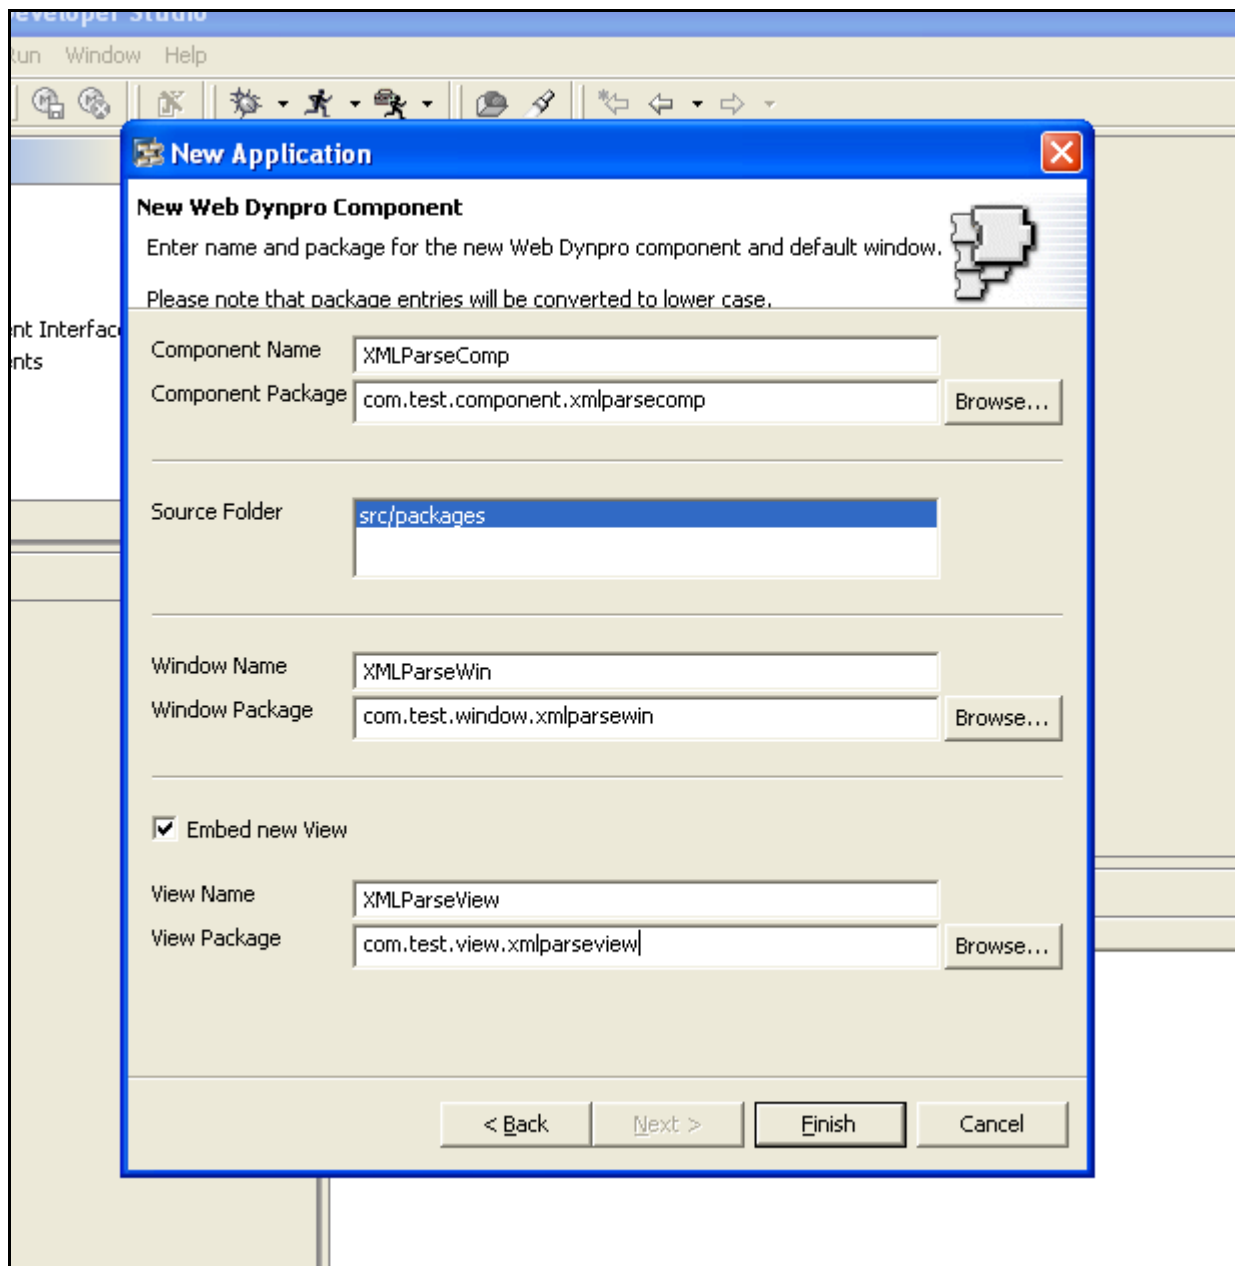 Developer Studio
Run Window Help
New Application
New Web Dynpro Component
Enter name and package for the new Web Dynpro component and default window.
Please note that package entries will be converted to lower case.
nt Interfac
nts
Component Name XMLParseComp
Component Package com.test.component.xmlparsecomp Browse...
Source Folder src/packages
Window Name XMLParseWin
Window Package com.test.window.xmlparsewin Browse...
Embed new View
View Name XMLParseView
View Package com.test.view.xmlparseview Browse...
< Back Next > Finish Cancel